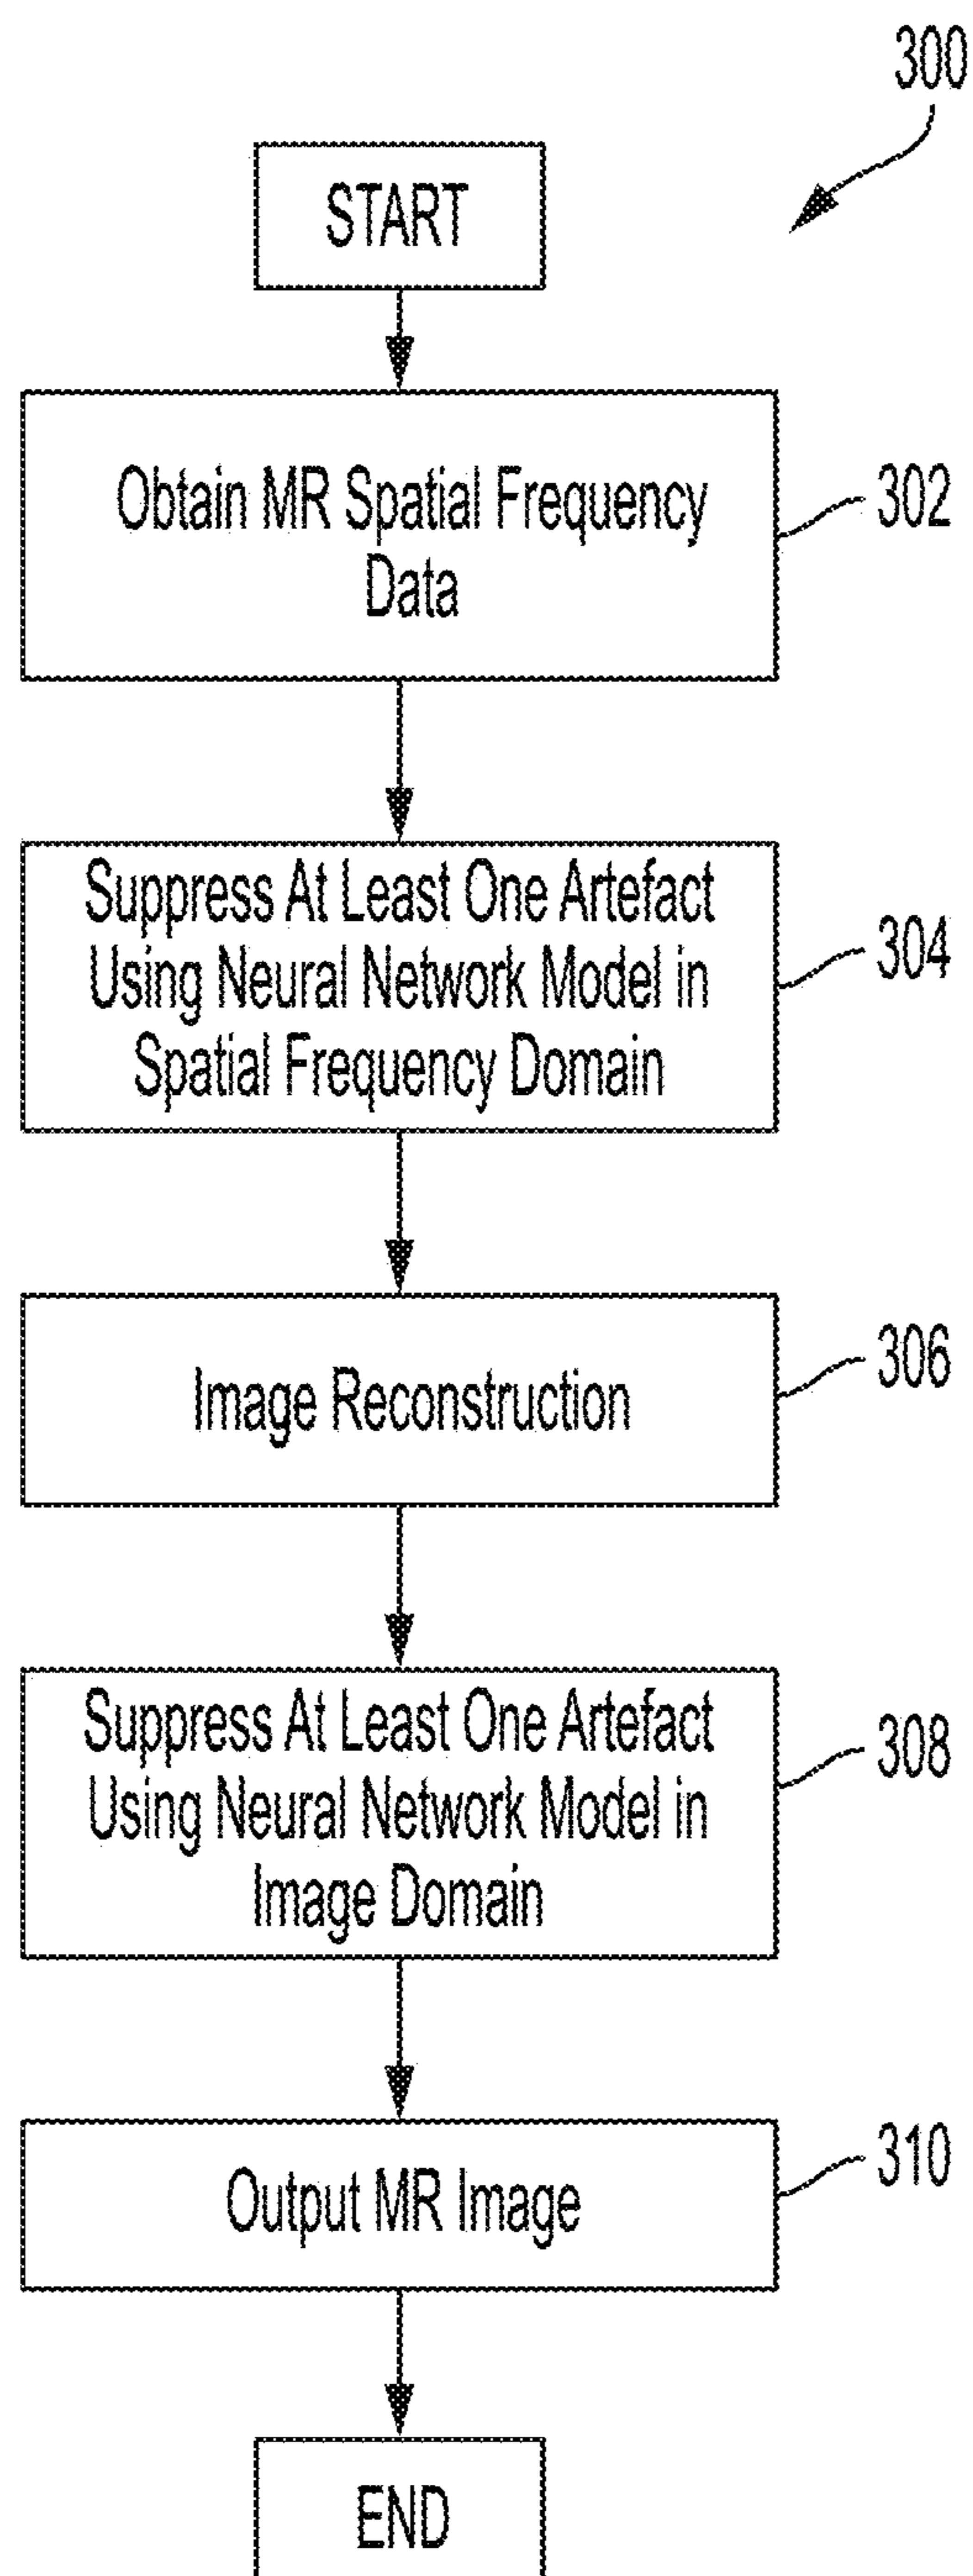 300
START
Obtain MR Spatial Frequency
Data
302
Suppress At Least One Artefact
Using Neural Network Model in
Spatial Frequency Domain
304
Image Reconstruction
306
Suppress At Least One Artefact
Using Neural Network Model in
Image Domain
308
Output MR Image
310
END